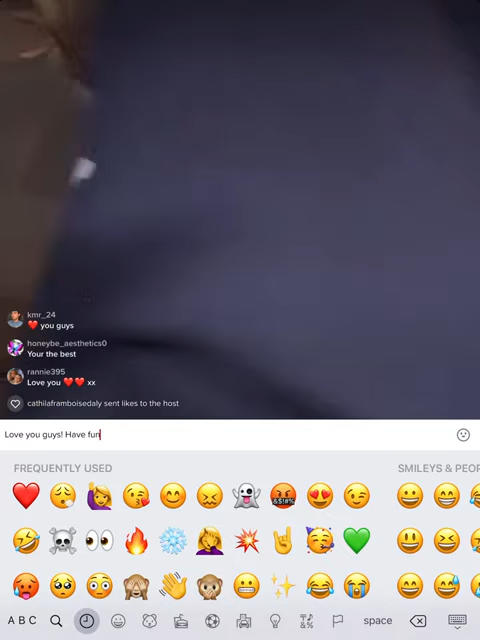 kmr_24
❤️ you guys
honeybe_aesthetics0
Your the best
rannie395
Love you ❤️❤️ xx
cathilaframboisedaly sent likes to the host
Love you guys! Have fun
FREQUENTLY USED
SMILEYS & PEOP
ABC
space